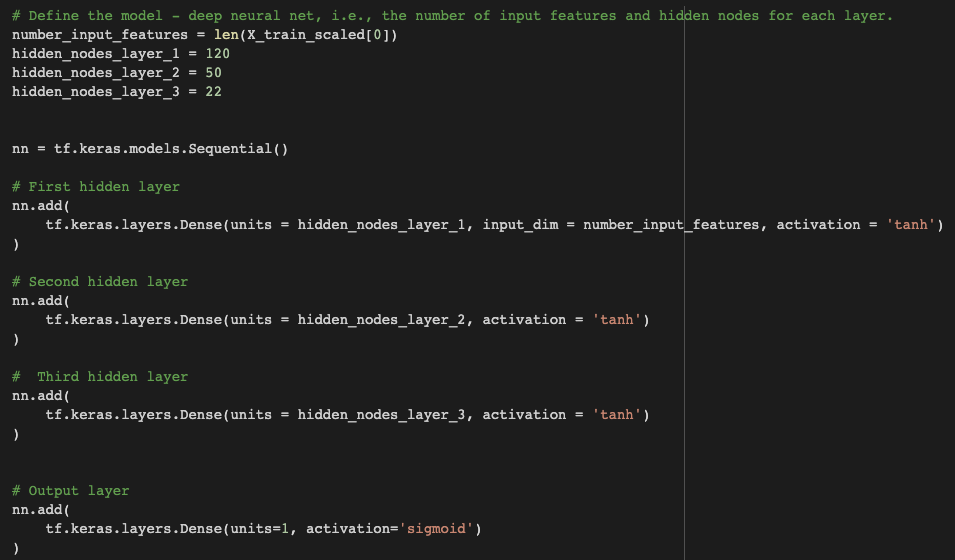 # Define the model - deep neural net, i.e., the number of input features and hidden nodes for each layer.
number_input_features = len(X_train_scaled[0])
hidden_nodes_layer_1 = 120
hidden_nodes_layer_2 = 50
hidden_nodes_layer_3 = 22
nn = tf.keras.models.Sequential()
# First hidden layer
nn.add(
    tf.keras.layers.Dense(units = hidden_nodes_layer_1, input_dim = number_input_features, activation = 'tanh')
)
# Second hidden layer
nn.add(
    tf.keras.layers.Dense(units = hidden_nodes_layer_2, activation = 'tanh')
)
#  Third hidden layer
nn.add(
    tf.keras.layers.Dense(units = hidden_nodes_layer_3, activation = 'tanh')
)
# Output layer
nn.add(
    tf.keras.layers.Dense(units=1, activation='sigmoid')
)